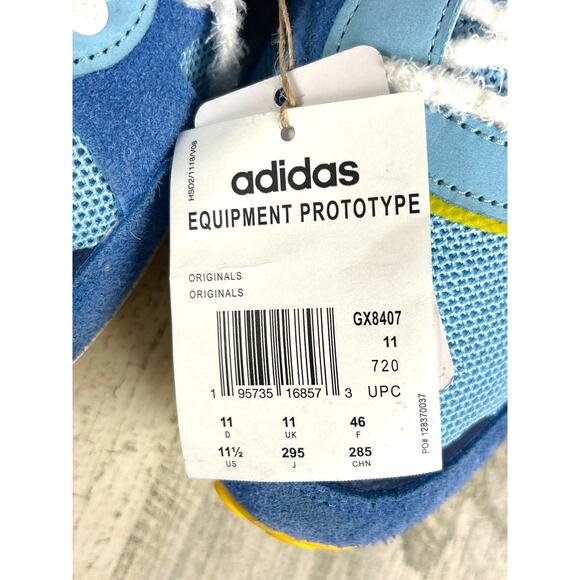 HSD2/1118/V08
adidas
EQUIPMENT PROTOTYPE
ORIGINALS
ORIGINALS
GX8407
11
720
1 95735 16857 3 UPC
11 11 46
D UK F
11½ 295 285
US J CHN
PO# 128370037